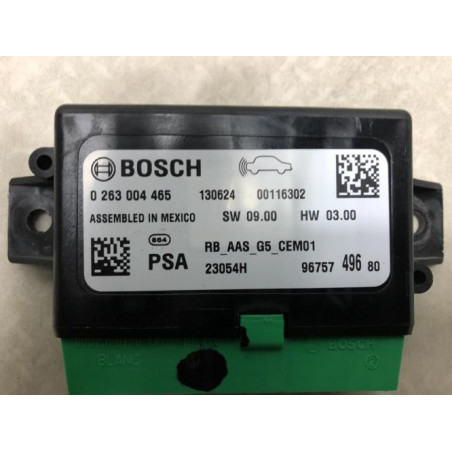 BOSCH
0 263 004 465 130624 00116302
ASSEMBLED IN MEXICO SW 09.00 HW 03.00
664 RB_AAS_G5_CEM01
PSA 23054H 96757 496 80
BLANC
BOSCH